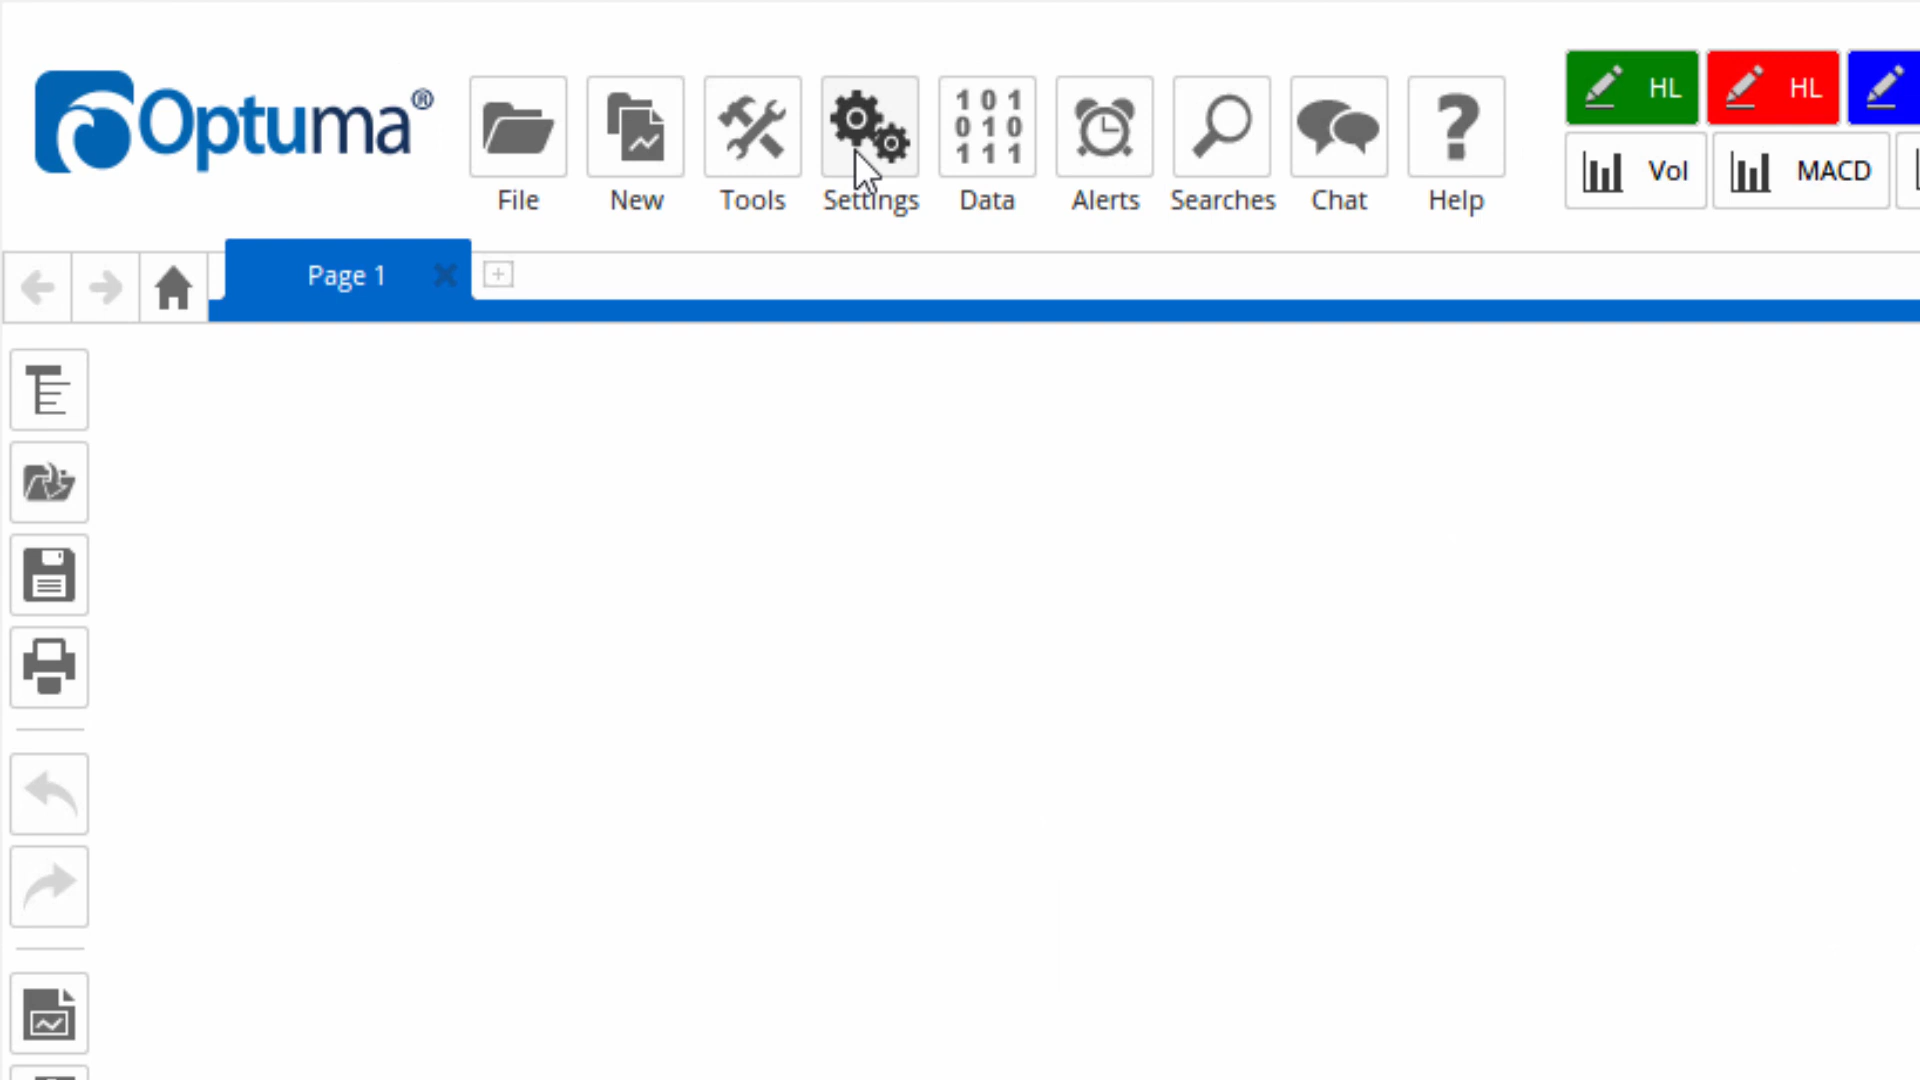 Optuma®
File New Tools Settings Data Alerts Searches Chat Help
HL HL
Vol MACD
1 0 1
0 1 0
1 1 1
Page 1